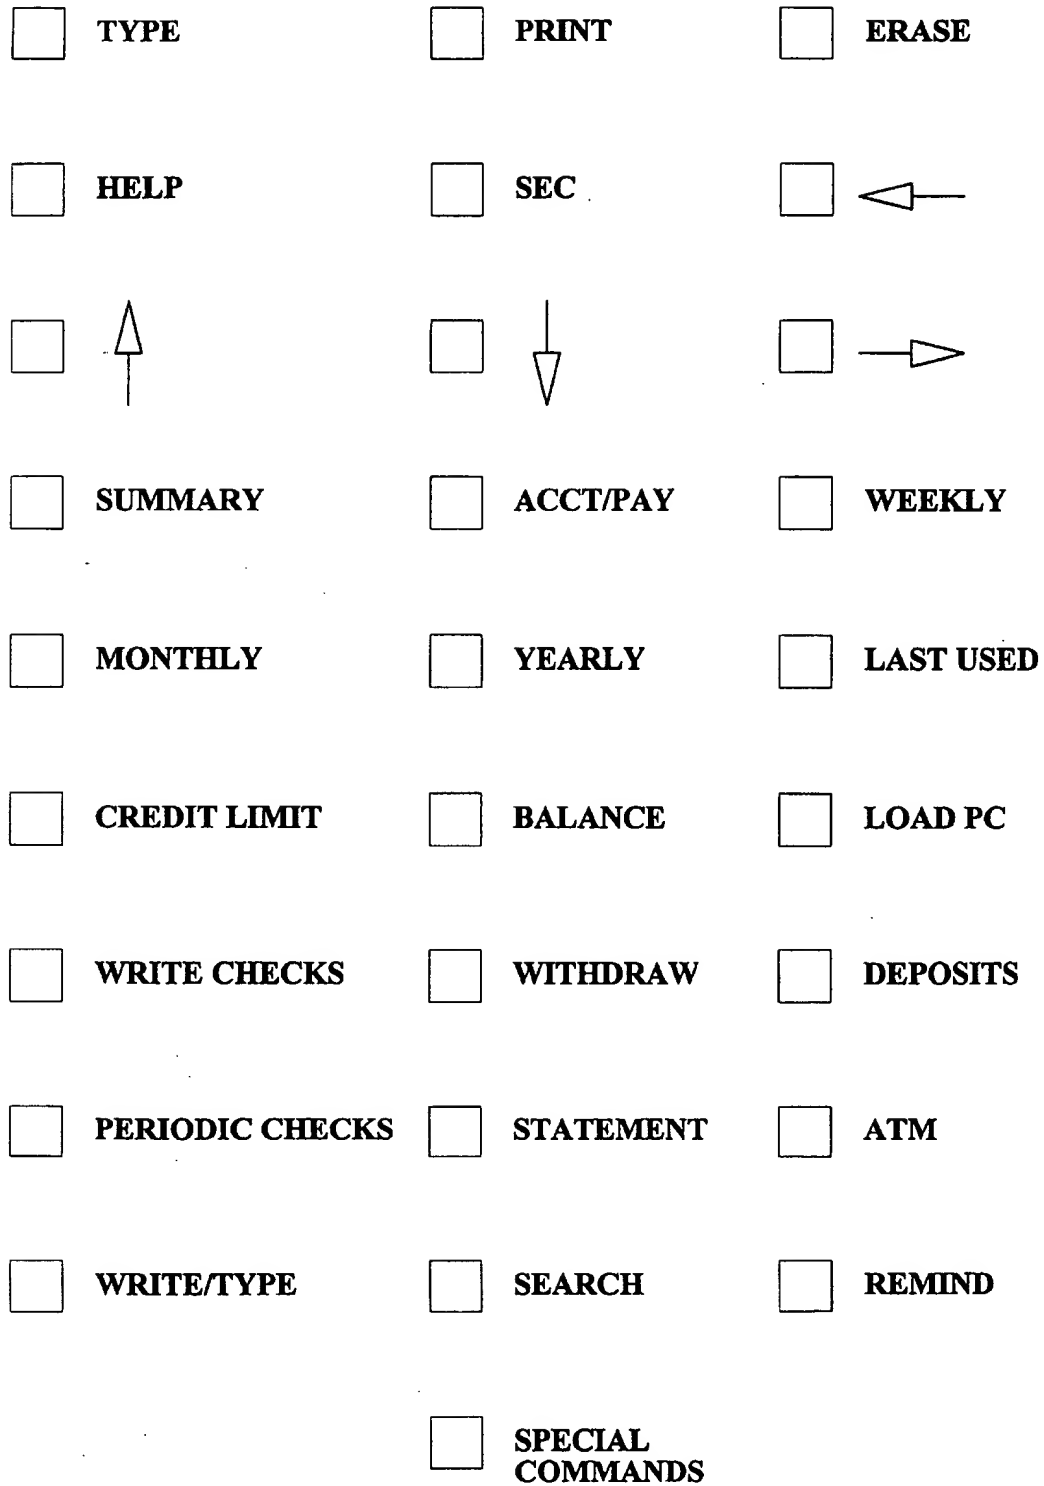 TYPE PRINT ERASE
HELP SEC
SUMMARY ACCT/PAY WEEKLY
MONTHLY YEARLY LAST USED
CREDIT LIMIT BALANCE LOAD PC
WRITE CHECKS WITHDRAW DEPOSITS
PERIODIC CHECKS STATEMENT ATM
WRITE/TYPE SEARCH REMIND
SPECIAL
COMMANDS